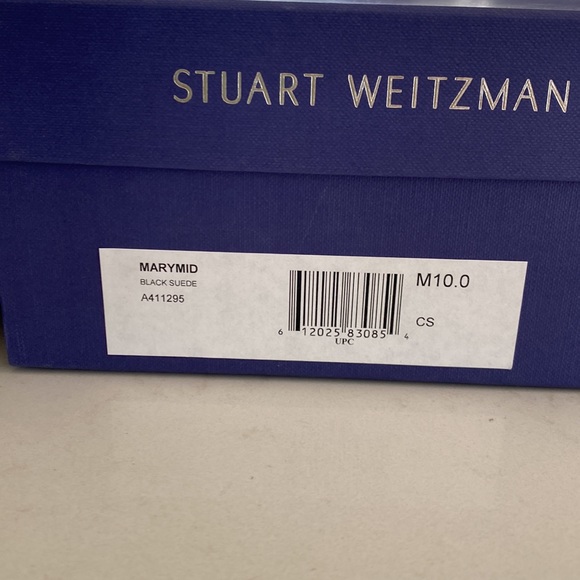 STUART WEITZMAN
MARYMID
BLACK SUEDE
A411295
M10.0
CS
6 12025 83085 4
UPC